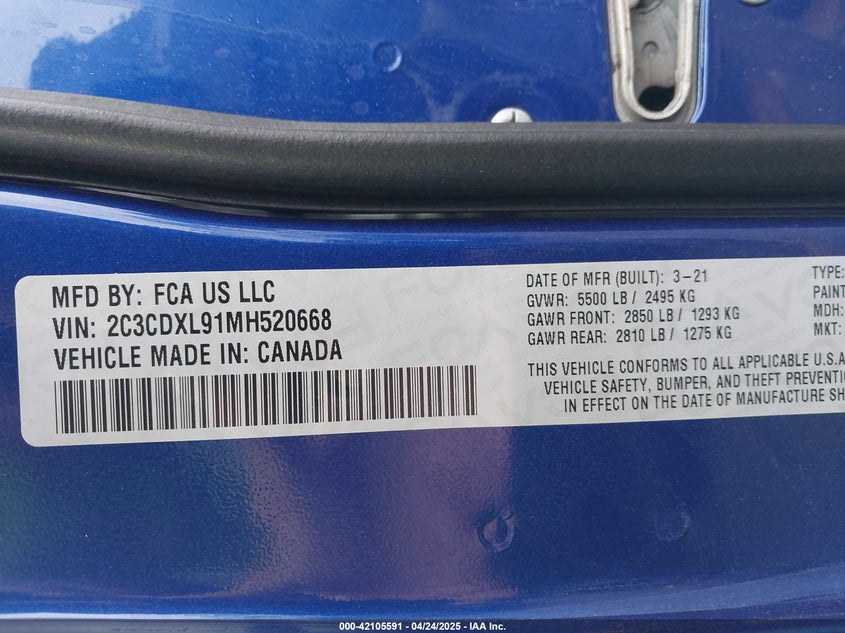 MFD BY: FCA US LLC
VIN: 2C3CDXL91MH520668
VEHICLE MADE IN: CANADA
DATE OF MFR (BUILT): 3-21
GVWR: 5500 LB / 2495 KG
GAWR FRONT: 2850 LB / 1293 KG
GAWR REAR: 2810 LB / 1275 KG
THIS VEHICLE CONFORMS TO ALL APPLICABLE U.S.A
VEHICLE SAFETY, BUMPER, AND THEFT PREVENTIO
IN EFFECT ON THE DATE OF MANUFACTURE SH
TYPE:
PAINT
MDH:
MKT:
000-42105591 - 04/24/2025 - IAA Inc.